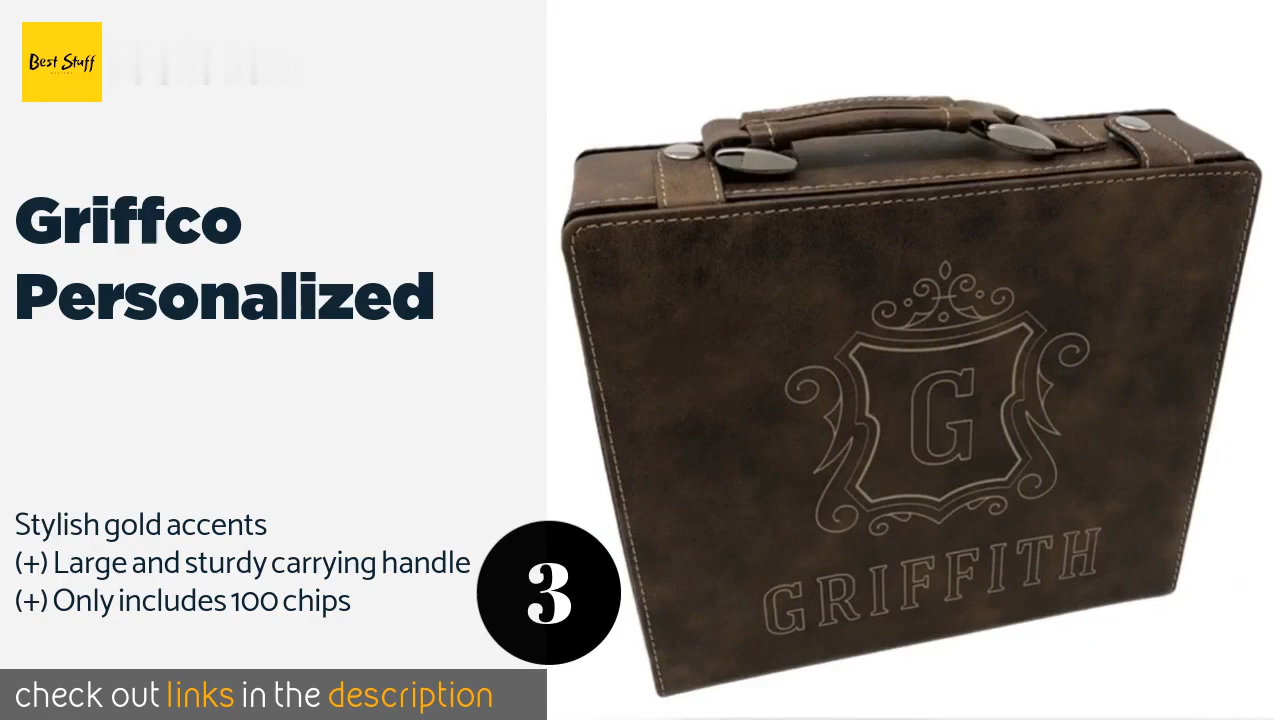 Best Stuff
Griffco
Personalized
G
GRIFFITH
Stylish gold accents
(+) Large and sturdy carrying handle
(+) Only includes 100 chips
3
check out links in the description